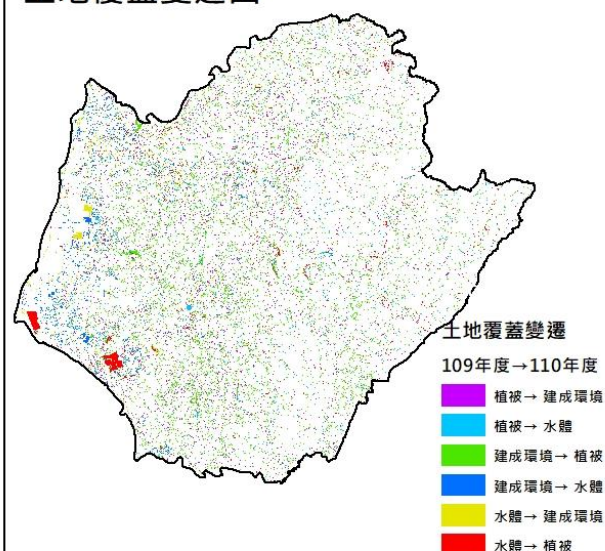 土地覆蓋變遷
109年度→110年度
植被→ 建成環境
植被→ 水體
建成環境→ 植被
建成環境→ 水體
水體→ 建成環境
水體→ 植被